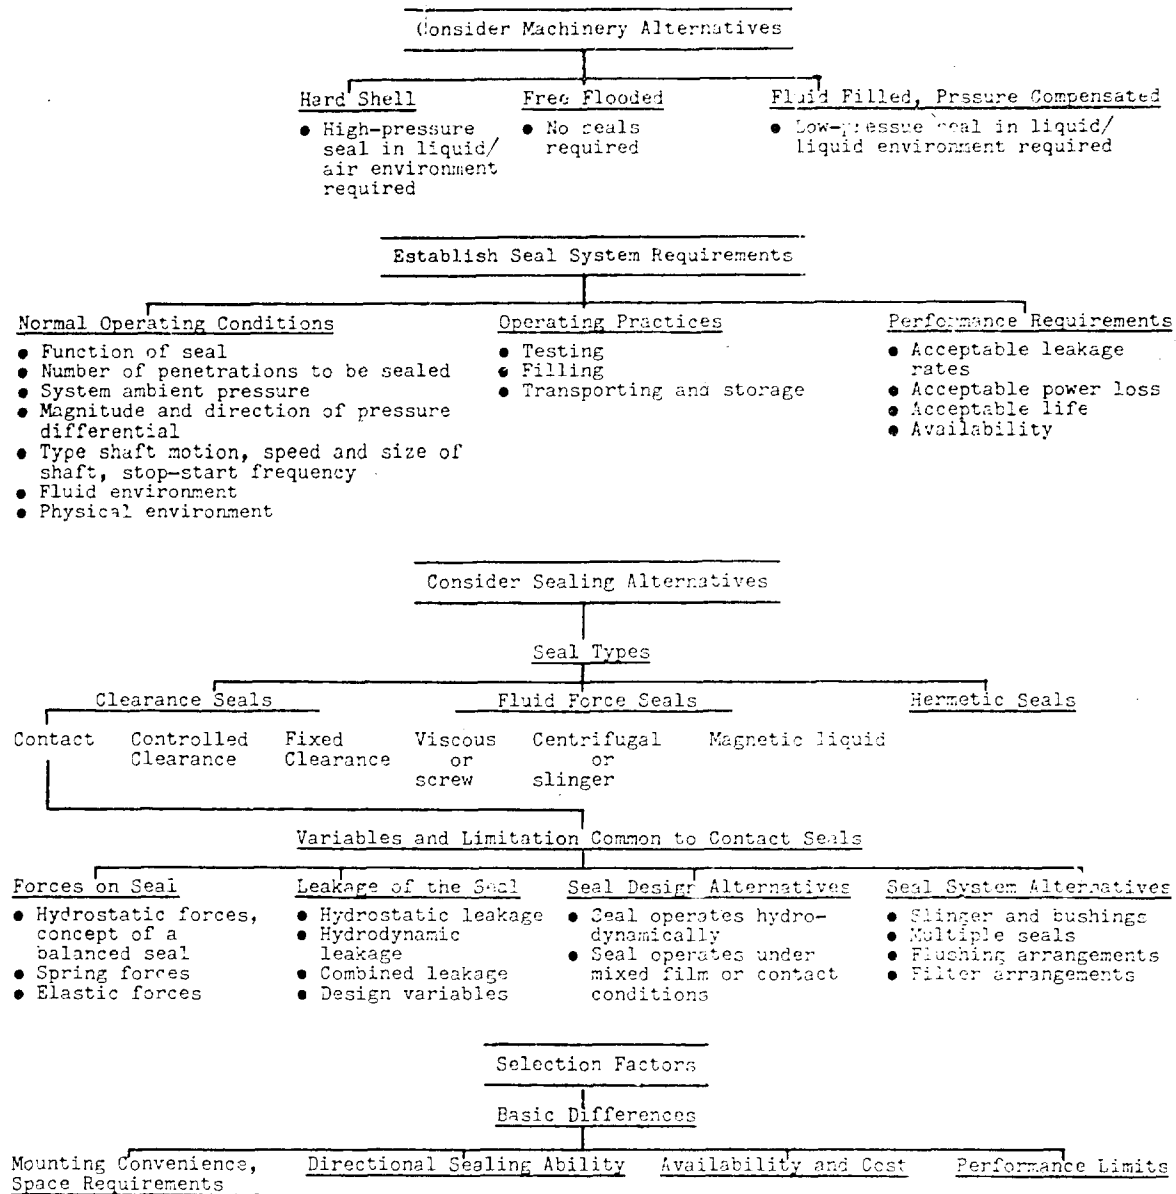 Consider Machinery Alternatives
Hard Shell
● High-pressure
seal in liquid/
air environment
required
Free Flooded
● No seals
required
Fluid Filled, Prssure Compensated
● Low-pressue seal in liquid/
liquid environment required
Establish Seal System Requirements
Normal Operating Conditions
● Function of seal
● Number of penetrations to be sealed
● System ambient pressure
● Magnitude and direction of pressure
differential
● Type shaft motion, speed and size of
shaft, stop-start frequency
● Fluid environment
● Physical environment
Operating Practices
● Testing
● Filling
● Transporting and storage
Performance Requirements
● Acceptable leakage
rates
● Acceptable power loss
● Acceptable life
● Availability
Consider Sealing Alternatives
Seal Types
Clearance Seals
Fluid Force Seals
Hermetic Seals
Contact
Controlled
Clearance
Fixed
Clearance
Viscous
or
screw
Centrifugal
or
slinger
Magnetic liquid
Variables and Limitation Common to Contact Seals
Forces on Seal
● Hydrostatic forces,
concept of a
balanced seal
● Spring forces
● Elastic forces
Leakage of the Seal
● Hydrostatic leakage
● Hydrodynamic
leakage
● Combined leakage
● Design variables
Seal Design Alternatives
● Seal operates hydro-
dynamically
● Seal operates under
mixed film or contact
conditions
Seal System Alternatives
● Slinger and bushings
● Multiple seals
● Flushing arrangements
● Filter arrangements
Selection Factors
Basic Differences
Mounting Convenience,
Space Requirements
Directional Sealing Ability
Availability and Cost
Performance Limits